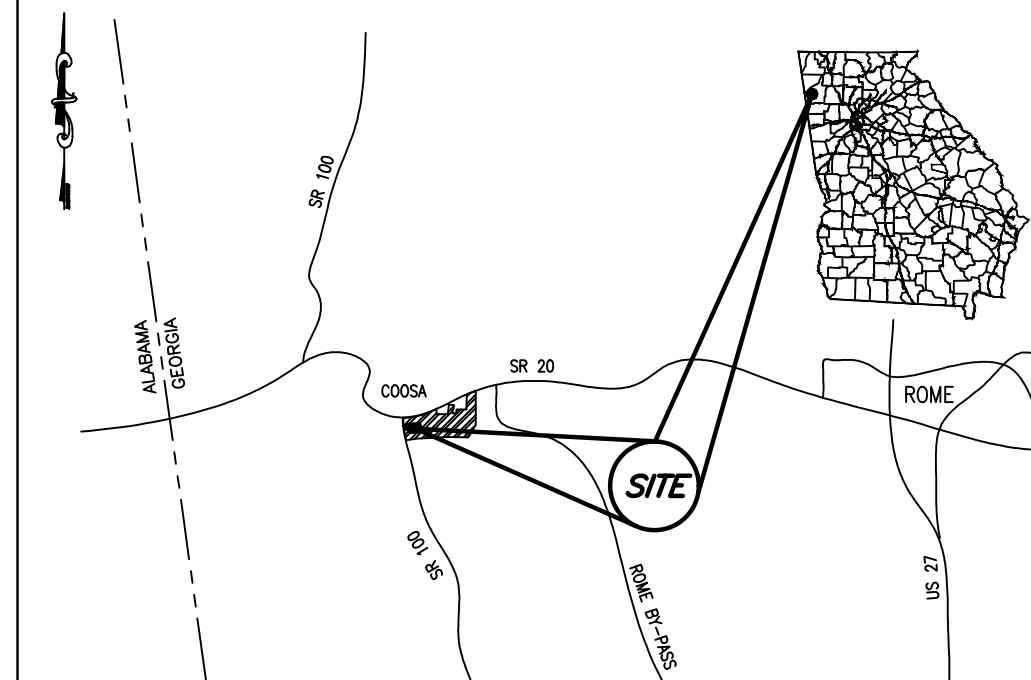 SR 100
ALABAMA
GEORGIA
COOSA
SR 20
ROME
SITE
SR 100
ROME BY-PASS
US 27